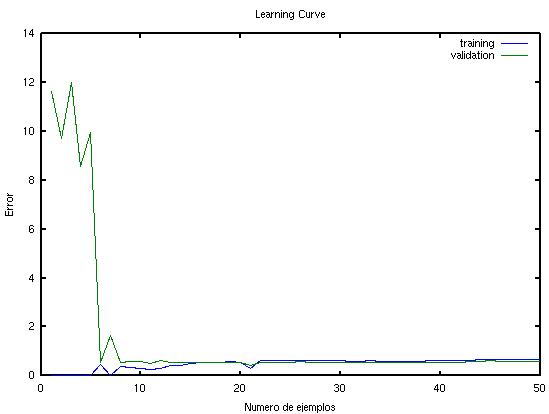 Learning Curve
training
validation
14
12
10
8
6
4
2
0
Error
0 10 20 30 40 50
Numero de ejemplos